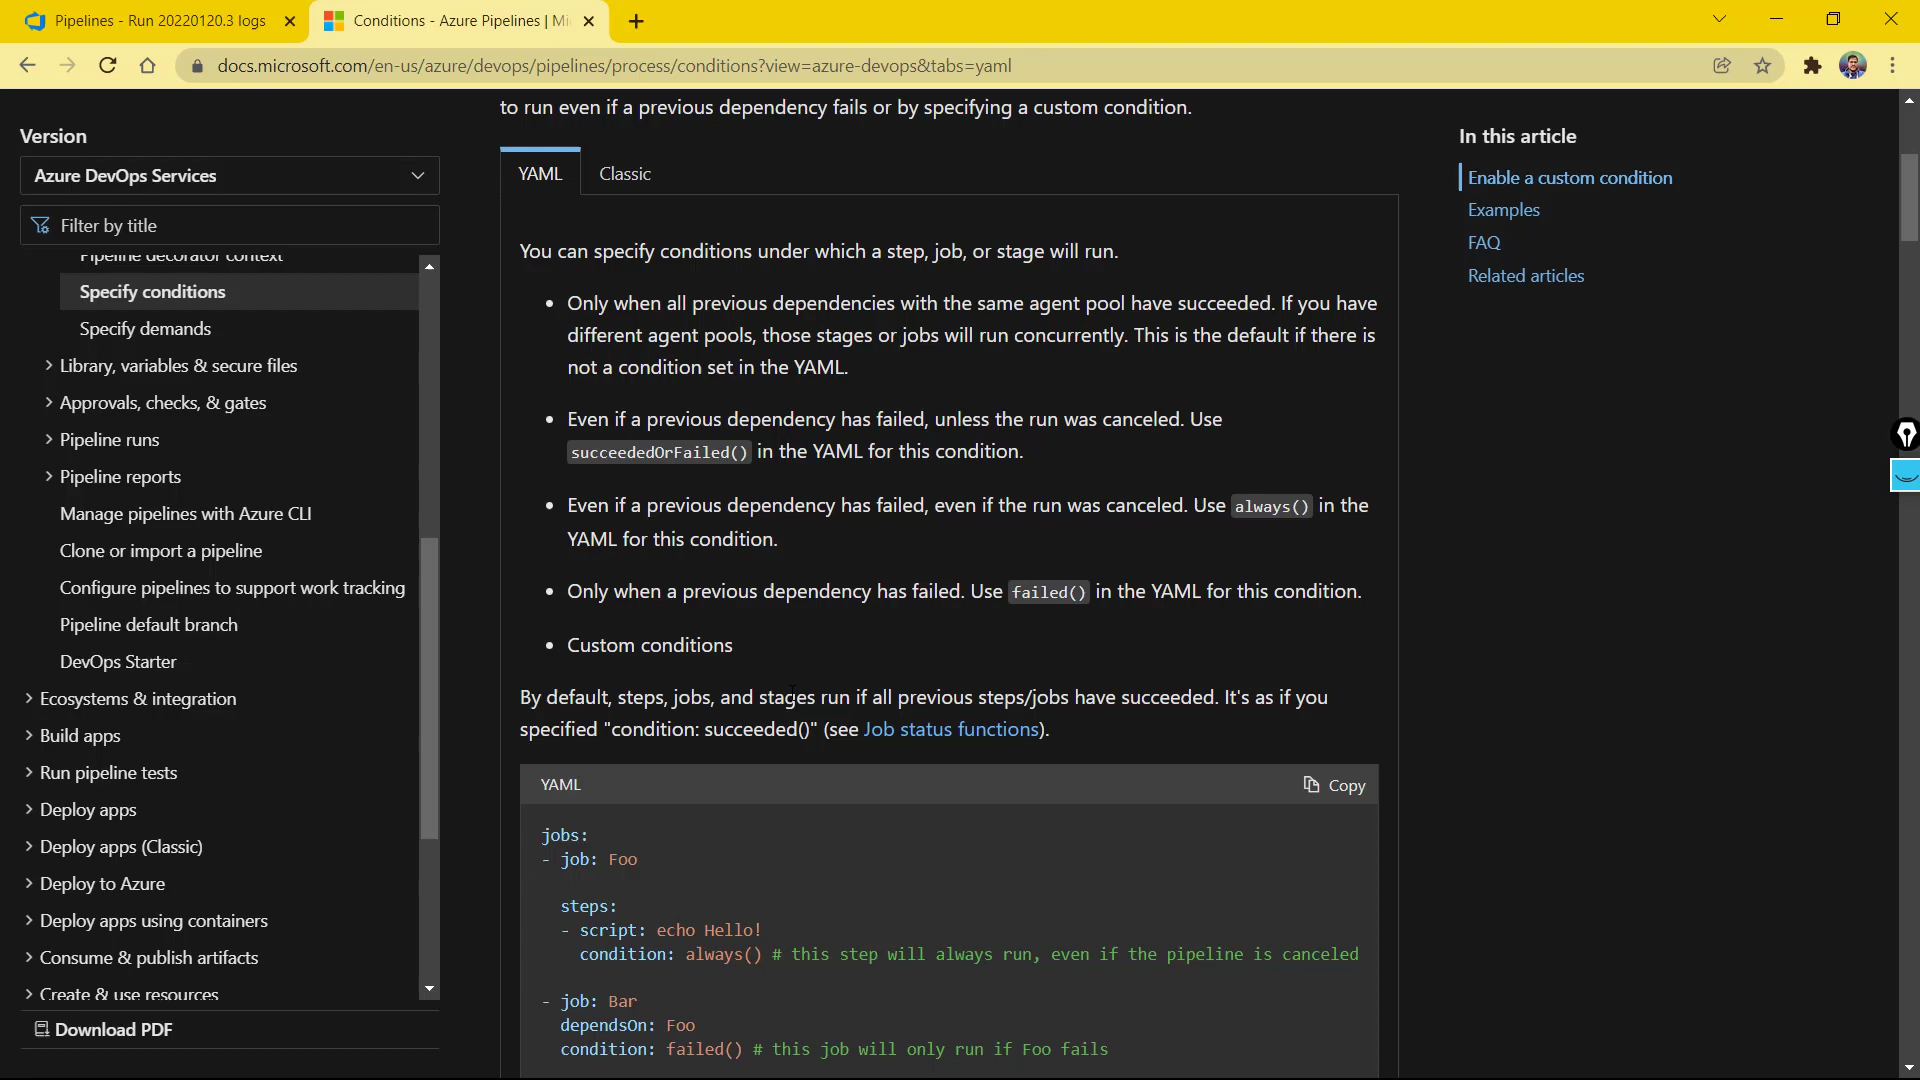 Pipelines - Run 20220120.3 logs
Conditions - Azure Pipelines | Mi
docs.microsoft.com/en-us/azure/devops/pipelines/process/conditions?view=azure-devops&tabs=yaml
Version
Azure DevOps Services
Filter by title
Pipeline decorator context
Specify conditions
Specify demands
Library, variables & secure files
Approvals, checks, & gates
Pipeline runs
Pipeline reports
Manage pipelines with Azure CLI
Clone or import a pipeline
Configure pipelines to support work tracking
Pipeline default branch
DevOps Starter
Ecosystems & integration
Build apps
Run pipeline tests
Deploy apps
Deploy apps (Classic)
Deploy to Azure
Deploy apps using containers
Consume & publish artifacts
Create & use resources
Download PDF
to run even if a previous dependency fails or by specifying a custom condition.
YAML
Classic
You can specify conditions under which a step, job, or stage will run.
• Only when all previous dependencies with the same agent pool have succeeded. If you have
different agent pools, those stages or jobs will run concurrently. This is the default if there is
not a condition set in the YAML.
• Even if a previous dependency has failed, unless the run was canceled. Use
succeededOrFailed() in the YAML for this condition.
• Even if a previous dependency has failed, even if the run was canceled. Use always() in the
YAML for this condition.
• Only when a previous dependency has failed. Use failed() in the YAML for this condition.
• Custom conditions
By default, steps, jobs, and stages run if all previous steps/jobs have succeeded. It's as if you
specified "condition: succeeded()" (see Job status functions).
YAML
Copy
jobs:
- job: Foo
steps:
- script: echo Hello!
condition: always() # this step will always run, even if the pipeline is canceled
- job: Bar
dependsOn: Foo
condition: failed() # this job will only run if Foo fails
In this article
Enable a custom condition
Examples
FAQ
Related articles